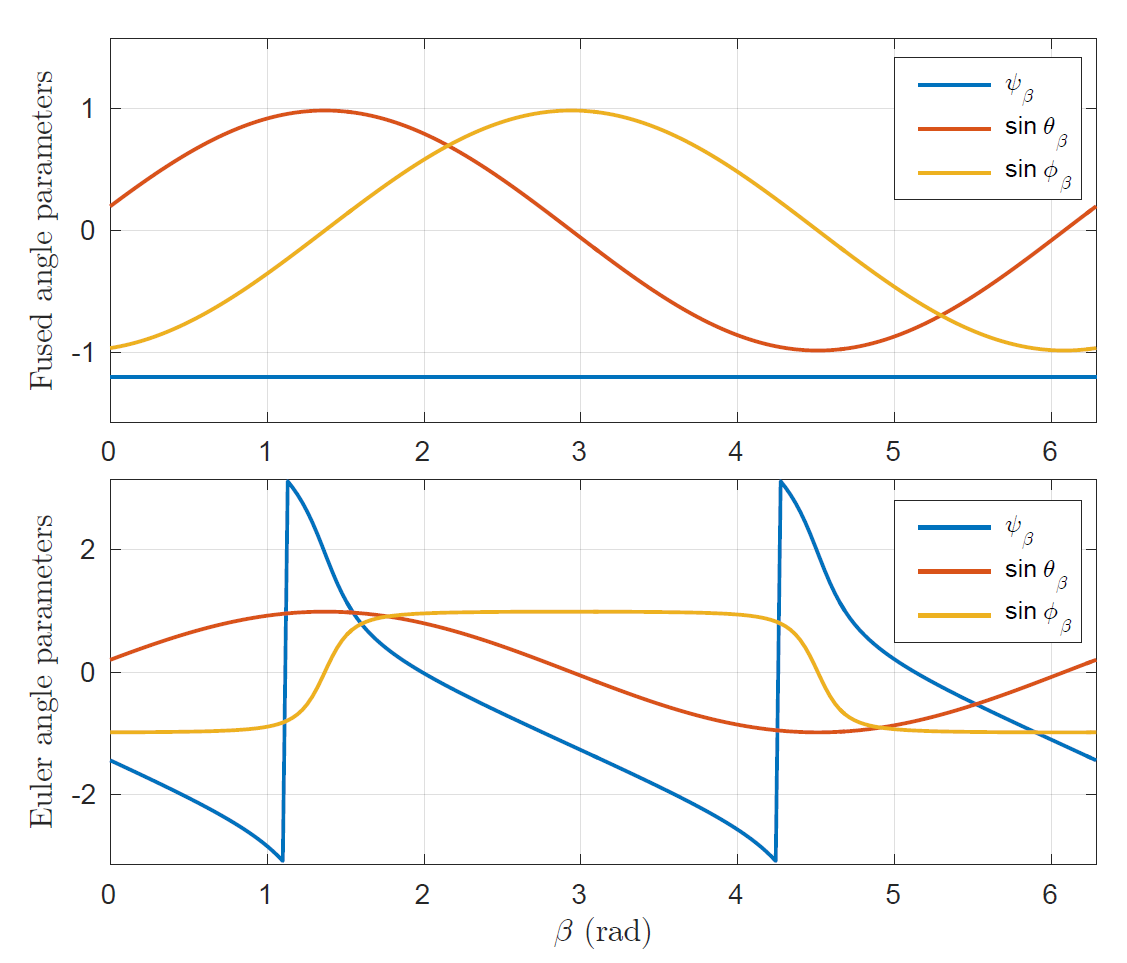 Fused angle parameters
1
0
-1
ψβ
sin θβ
sin ϕβ
0 1 2 3 4 5 6
Euler angle parameters
2
0
-2
ψβ
sin θβ
sin ϕβ
0 1 2 3 4 5 6
β (rad)